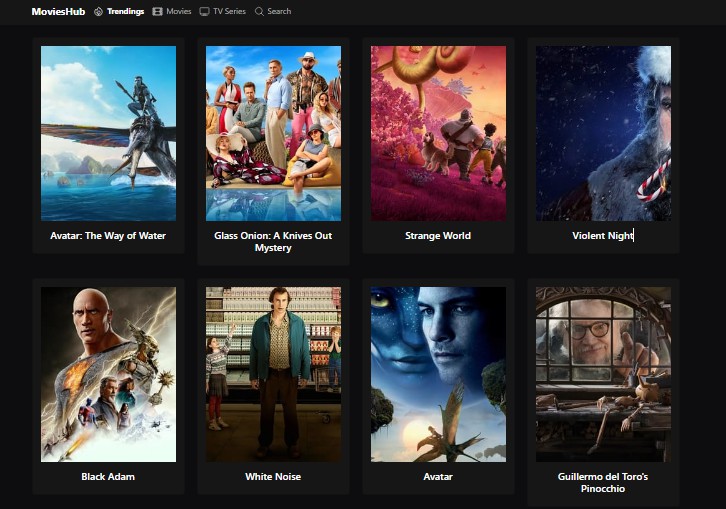 MoviesHub Trendings Movies TV Series Search
Avatar: The Way of Water
Glass Onion: A Knives Out
Mystery
Strange World
Violent Night
Black Adam
White Noise
Avatar
Guillermo del Toro's
Pinocchio